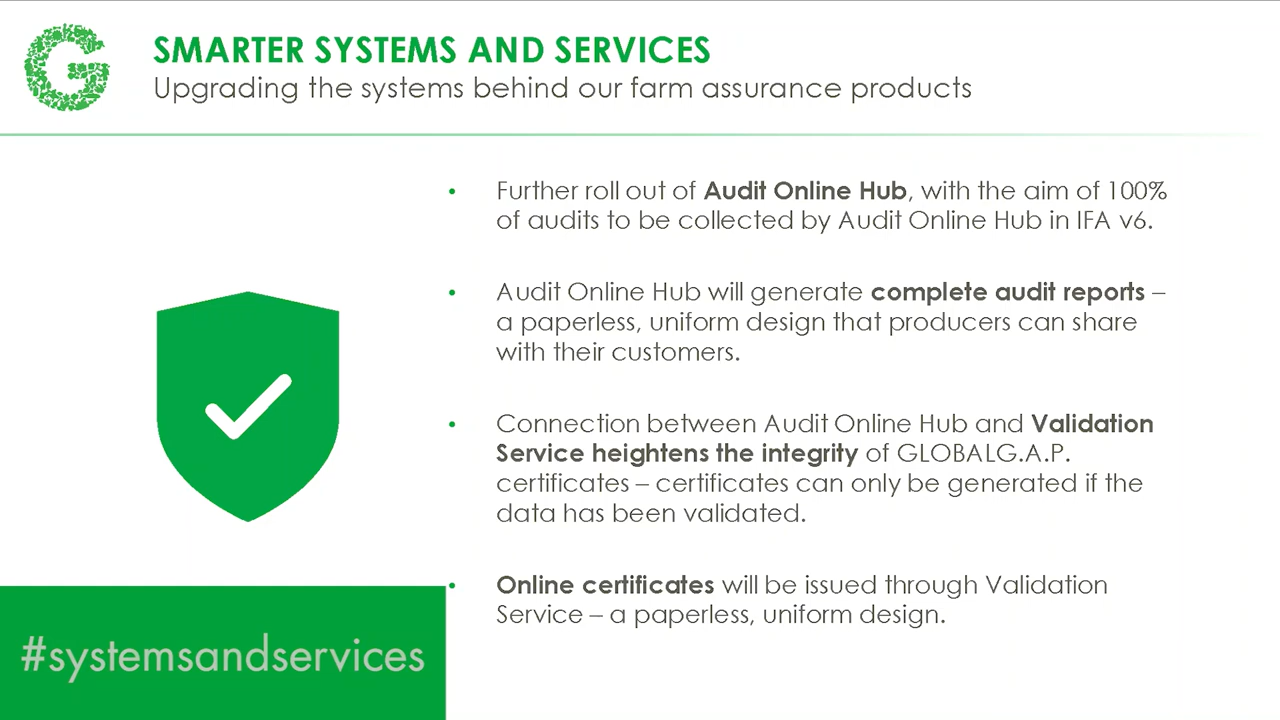 SMARTER SYSTEMS AND SERVICES
Upgrading the systems behind our farm assurance products
• Further roll out of Audit Online Hub, with the aim of 100%
of audits to be collected by Audit Online Hub in IFA v6.
• Audit Online Hub will generate complete audit reports –
a paperless, uniform design that producers can share
with their customers.
• Connection between Audit Online Hub and Validation
Service heightens the integrity of GLOBALG.A.P.
certificates – certificates can only be generated if the
data has been validated.
• Online certificates will be issued through Validation
Service – a paperless, uniform design.
#systemsandservices